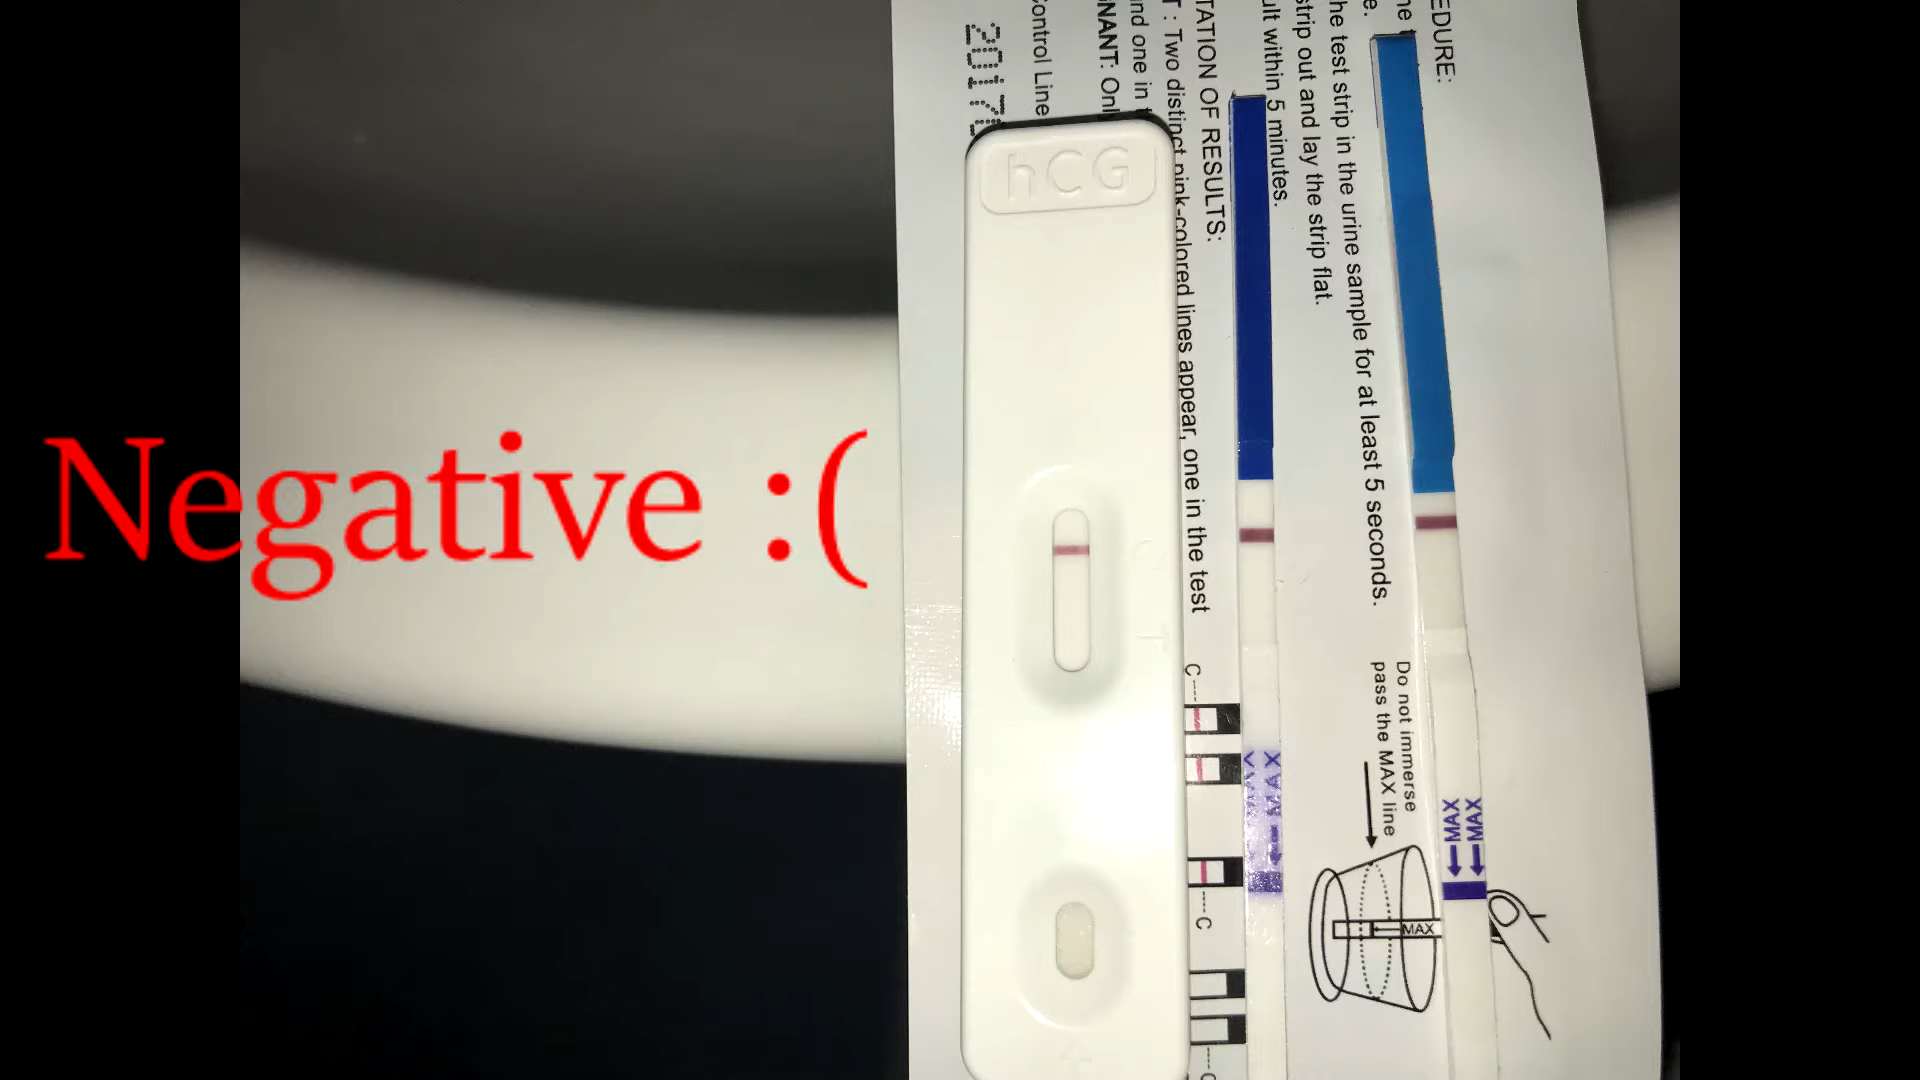 Negative :(
hCG
EDURE:
he test strip in the urine sample for at least 5 seconds.
strip out and lay the strip flat.
ult within 5 minutes.
TATION OF RESULTS:
T : Two distinct pink-colored lines appear, one in the test
nd one in
NANT: Onl
Control Line
2017
C
C
C T
Do not immerse
pass the MAX line
MAX
MAX
MAX
MAX
MAX